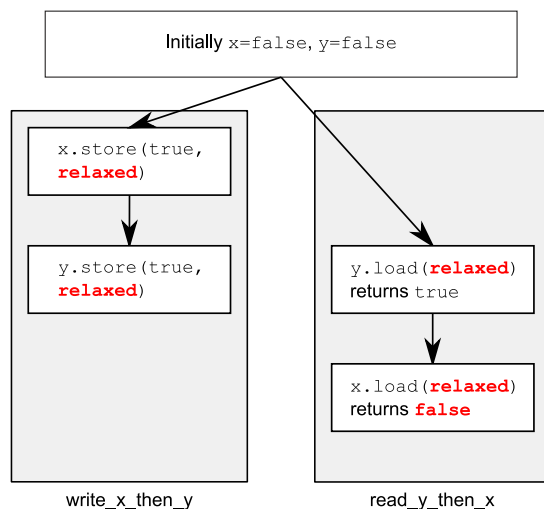 Initially x=false, y=false
x.store(true,
relaxed)
y.store(true,
relaxed)
write_x_then_y
y.load(relaxed)
returns true
x.load(relaxed)
returns false
read_y_then_x